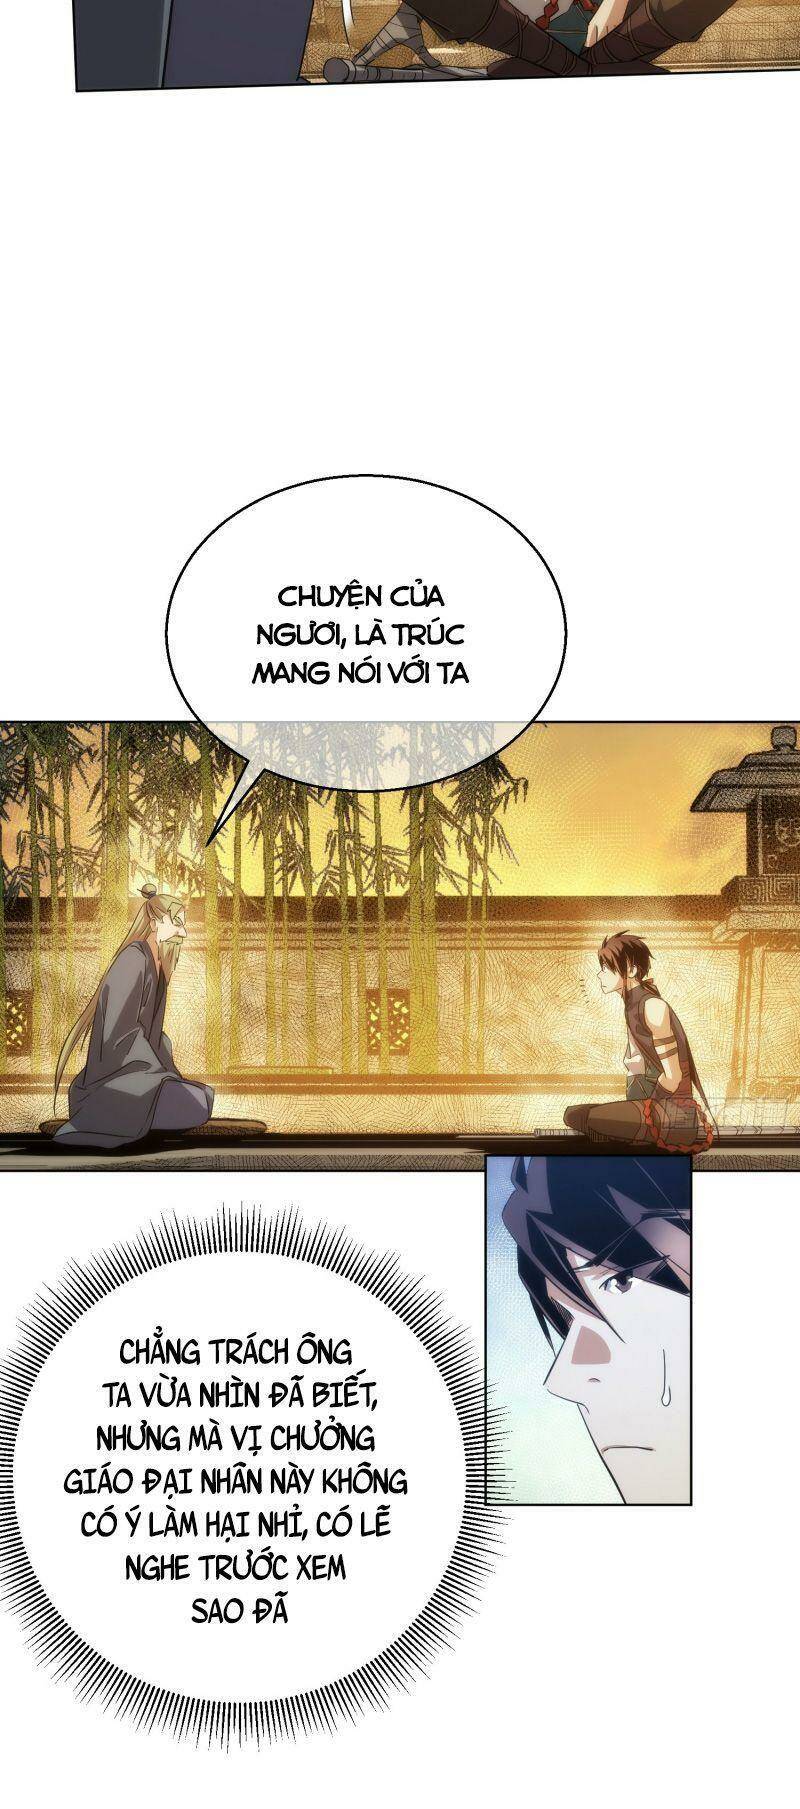 CHUYỆN CỦA
NGƯƠI, LÀ TRÚC
MANG NÓI VỚI TA
CHẲNG TRÁCH ÔNG
TA VỪA NHÌN ĐÃ BIẾT,
NHƯNG MÀ VỊ CHƯỞNG
GIÁO ĐẠI NHÂN NÀY KHÔNG
CÓ Ý LÀM HẠI NHỈ, CÓ LẼ
NGHE TRƯỚC XEM
SAO ĐÃ